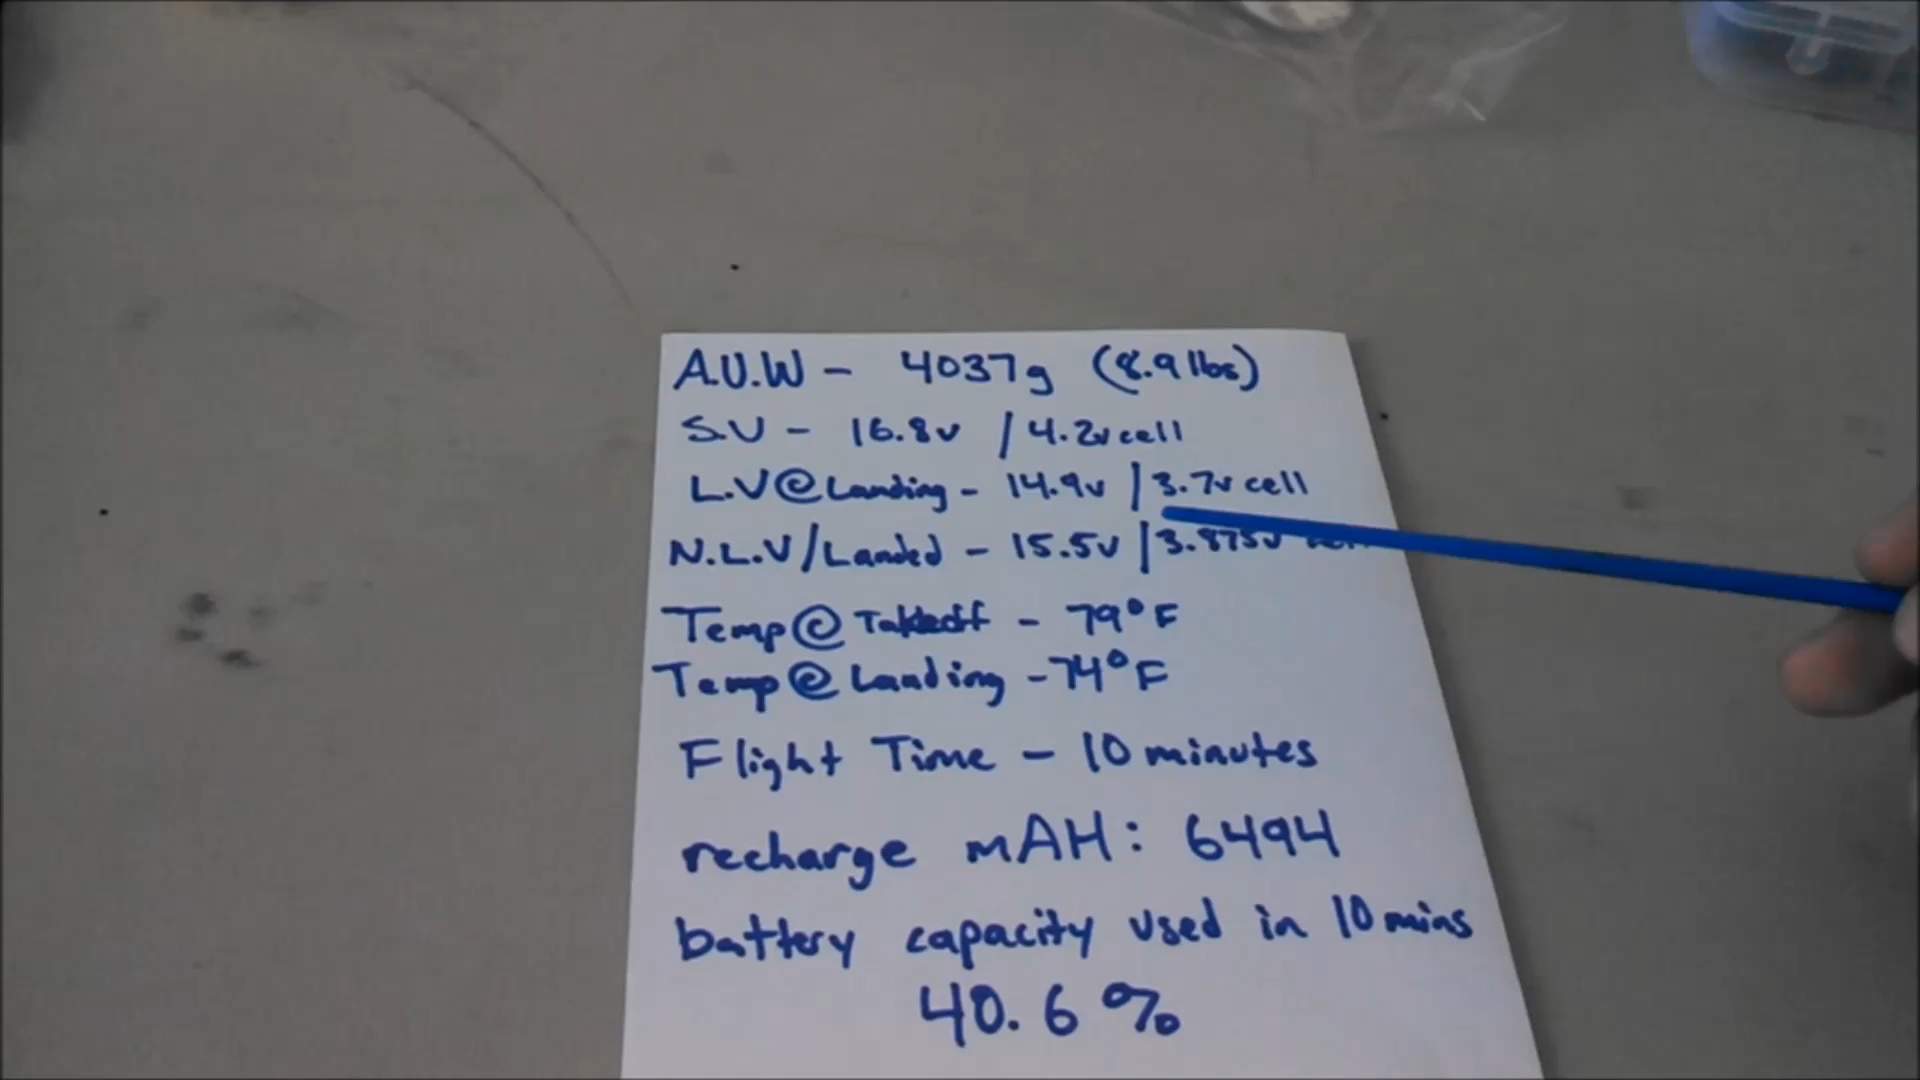 A.U.W - 4037g (8.9 lbs)
S.V - 16.8v / 4.2v cell
L.V@Landing - 14.9v | 3.7v cell
N.L.V/Landed - 15.5v | 3.875v
Temp@Takeoff - 79°F
Temp@Landing - 74°F
Flight Time - 10 minutes
recharge mAH: 6494
battery capacity used in 10 mins
40.6%